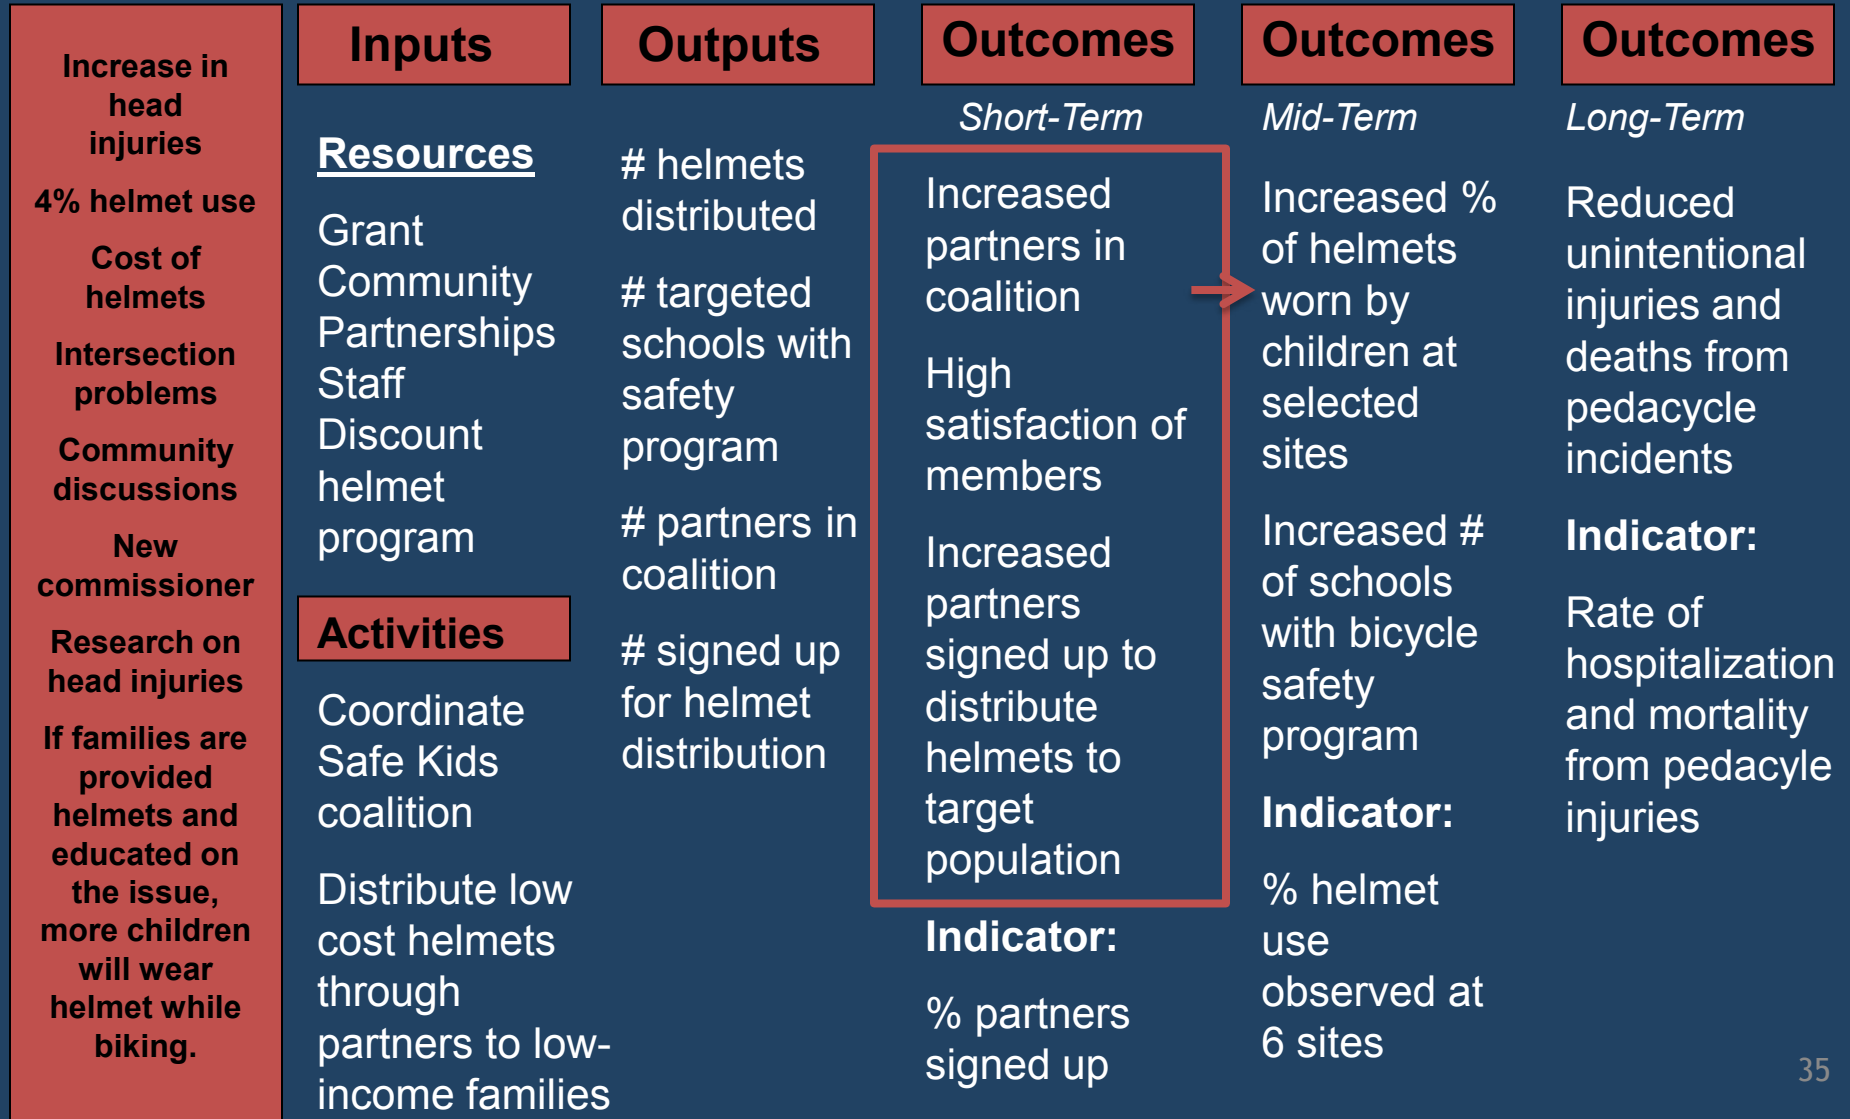 Increase in
head
injuries
4% helmet use
Cost of
helmets
Intersection
problems
Community
discussions
New
commissioner
Research on
head injuries
If families are
provided
helmets and
educated on
the issue,
more children
will wear
helmet while
biking.
Inputs
Resources
Grant
Community
Partnerships
Staff
Discount
helmet
program
Activities
Coordinate
Safe Kids
coalition
Distribute low
cost helmets
through
partners to low-
income families
Outputs
# helmets
distributed
# targeted
schools with
safety
program
# partners in
coalition
# signed up
for helmet
distribution
Outcomes
Short-Term
Increased
partners in
coalition
High
satisfaction of
members
Increased
partners
signed up to
distribute
helmets to
target
population
Indicator:
% partners
signed up
Outcomes
Mid-Term
Increased %
of helmets
worn by
children at
selected
sites
Increased #
of schools
with bicycle
safety
program
Indicator:
% helmet
use
observed at
6 sites
Outcomes
Long-Term
Reduced
unintentional
injuries and
deaths from
pedacycle
incidents
Indicator:
Rate of
hospitalization
and mortality
from pedacyle
injuries
35